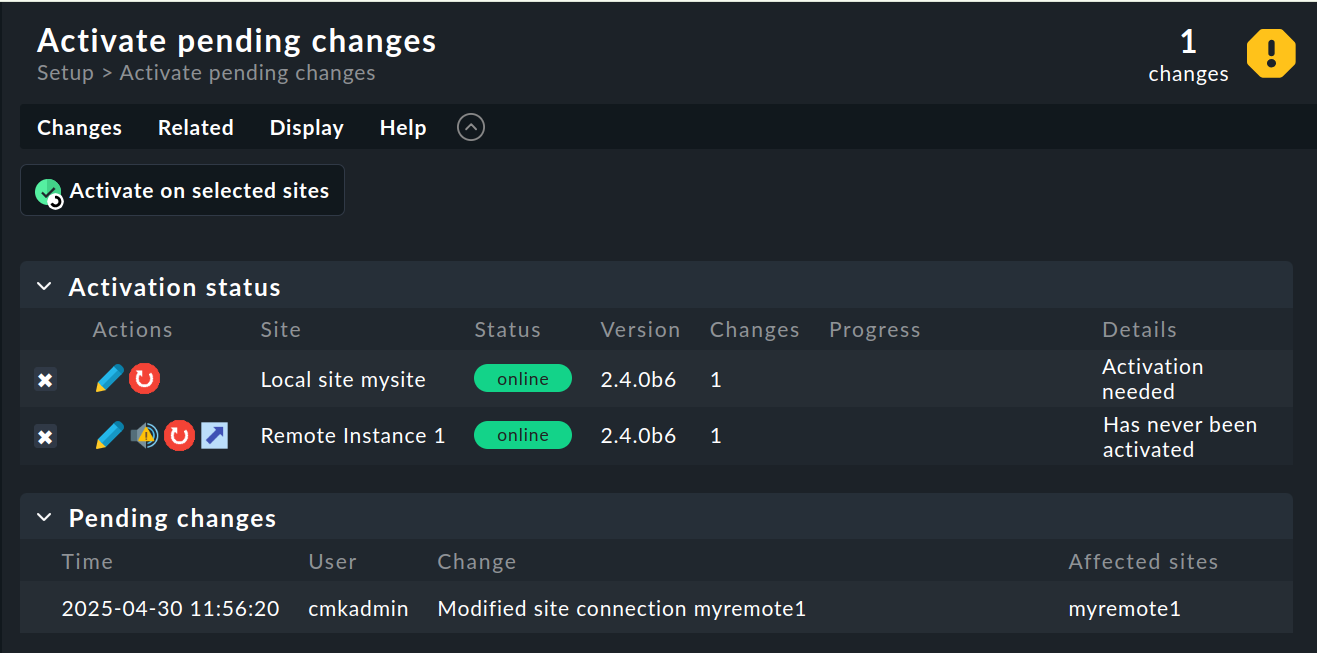 Activate pending changes
Setup > Activate pending changes
1
changes
Changes Related Display Help
Activate on selected sites
Activation status
Actions Site Status Version Changes Progress Details
Local site mysite online 2.4.0b6 1 Activation
needed
Remote Instance 1 online 2.4.0b6 1 Has never been
activated
Pending changes
Time User Change Affected sites
2025-04-30 11:56:20 cmkadmin Modified site connection myremote1 myremote1